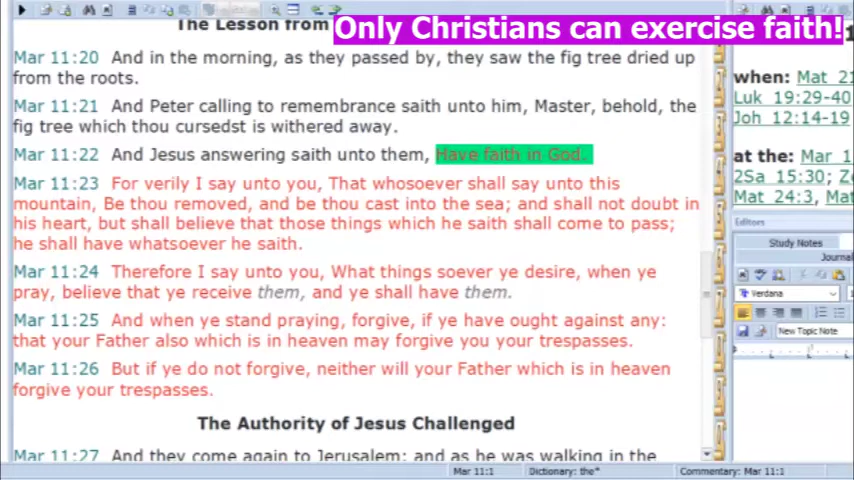 Only Christians can exercise faith!
The Lesson from
Mar 11:20 And in the morning, as they passed by, they saw the fig tree dried up
from the roots.
Mar 11:21 And Peter calling to remembrance saith unto him, Master, behold, the
fig tree which thou cursedst is withered away.
Mar 11:22 And Jesus answering saith unto them, Have faith in God.
Mar 11:23 For verily I say unto you, That whosoever shall say unto this
mountain, Be thou removed, and be thou cast into the sea; and shall not doubt in
his heart, but shall believe that those things which he saith shall come to pass;
he shall have whatsoever he saith.
Mar 11:24 Therefore I say unto you, What things soever ye desire, when ye
pray, believe that ye receive them, and ye shall have them.
Mar 11:25 And when ye stand praying, forgive, if ye have ought against any:
that your Father also which is in heaven may forgive you your trespasses.
Mar 11:26 But if ye do not forgive, neither will your Father which is in heaven
forgive your trespasses.
The Authority of Jesus Challenged
Mar 11:27 And they come again to Jerusalem: and as he was walking in the
when: Mat 21
Luk 19:29-40
Joh 12:14-19
at the: Mar 1
2Sa 15:30; Ze
Mat 24:3, Mat
Editors
Study Notes
Journal
Verdana
New Topic Note
Mar 11:1
Dictionary: the*
Commentary: Mar 11:1